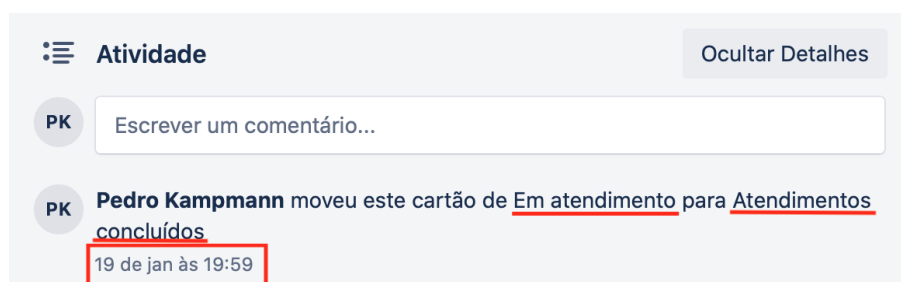 Atividade
Ocultar Detalhes
PK
Escrever um comentário...
PK
Pedro Kampmann moveu este cartão de Em atendimento para Atendimentos
concluídos
19 de jan às 19:59